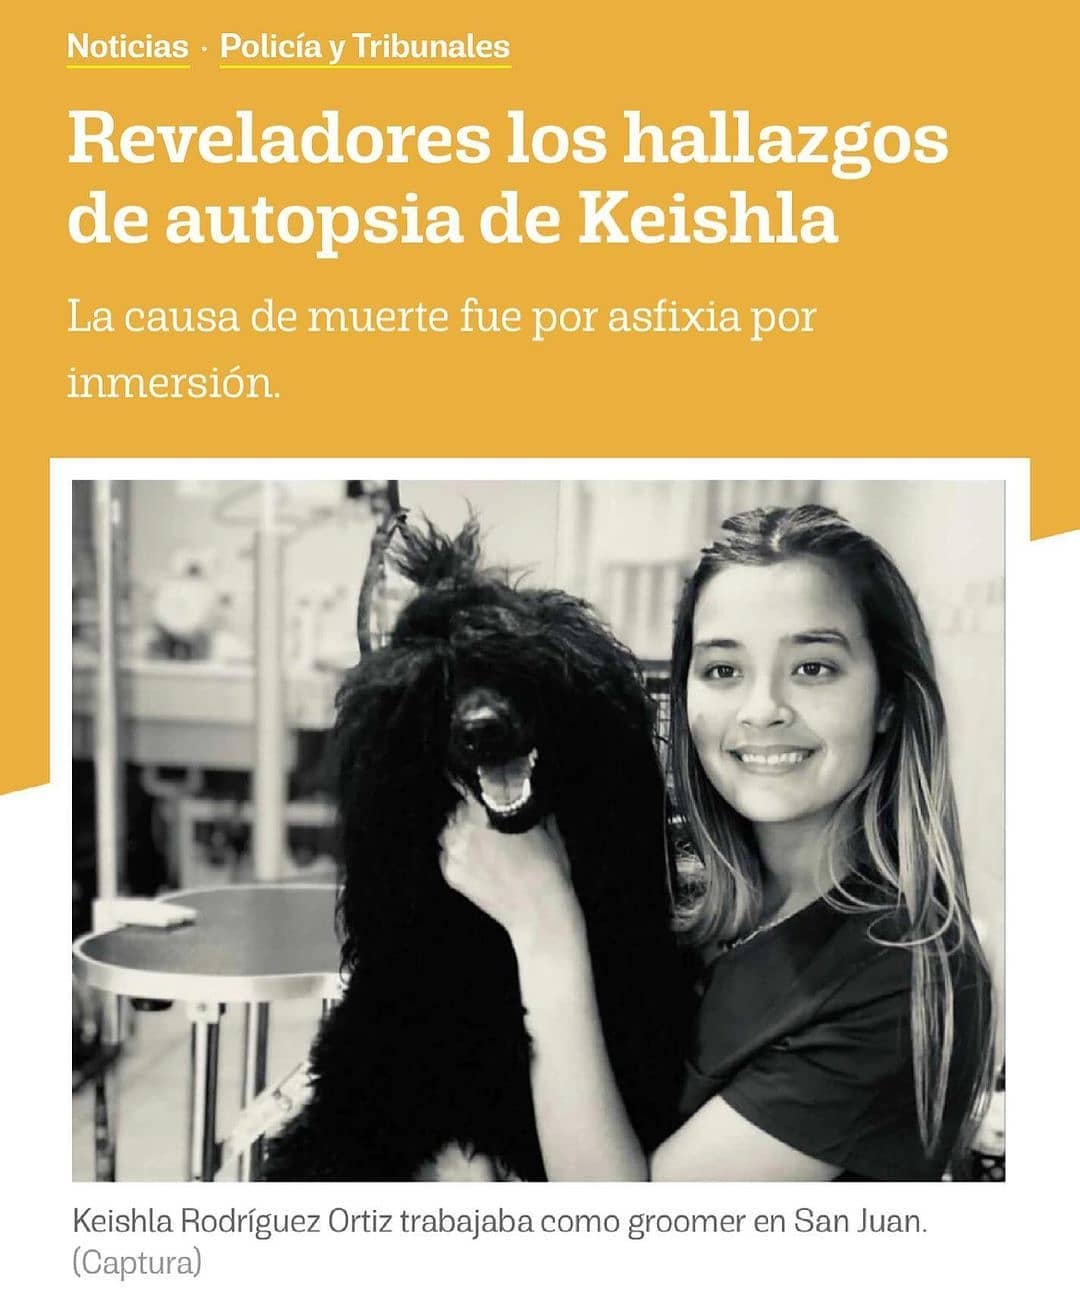 Noticias · Policía y Tribunales
Reveladores los hallazgos
de autopsia de Keishla
La causa de muerte fue por asfixia por
inmersión.
Keishla Rodríguez Ortiz trabajaba como groomer en San Juan.
(Captura)